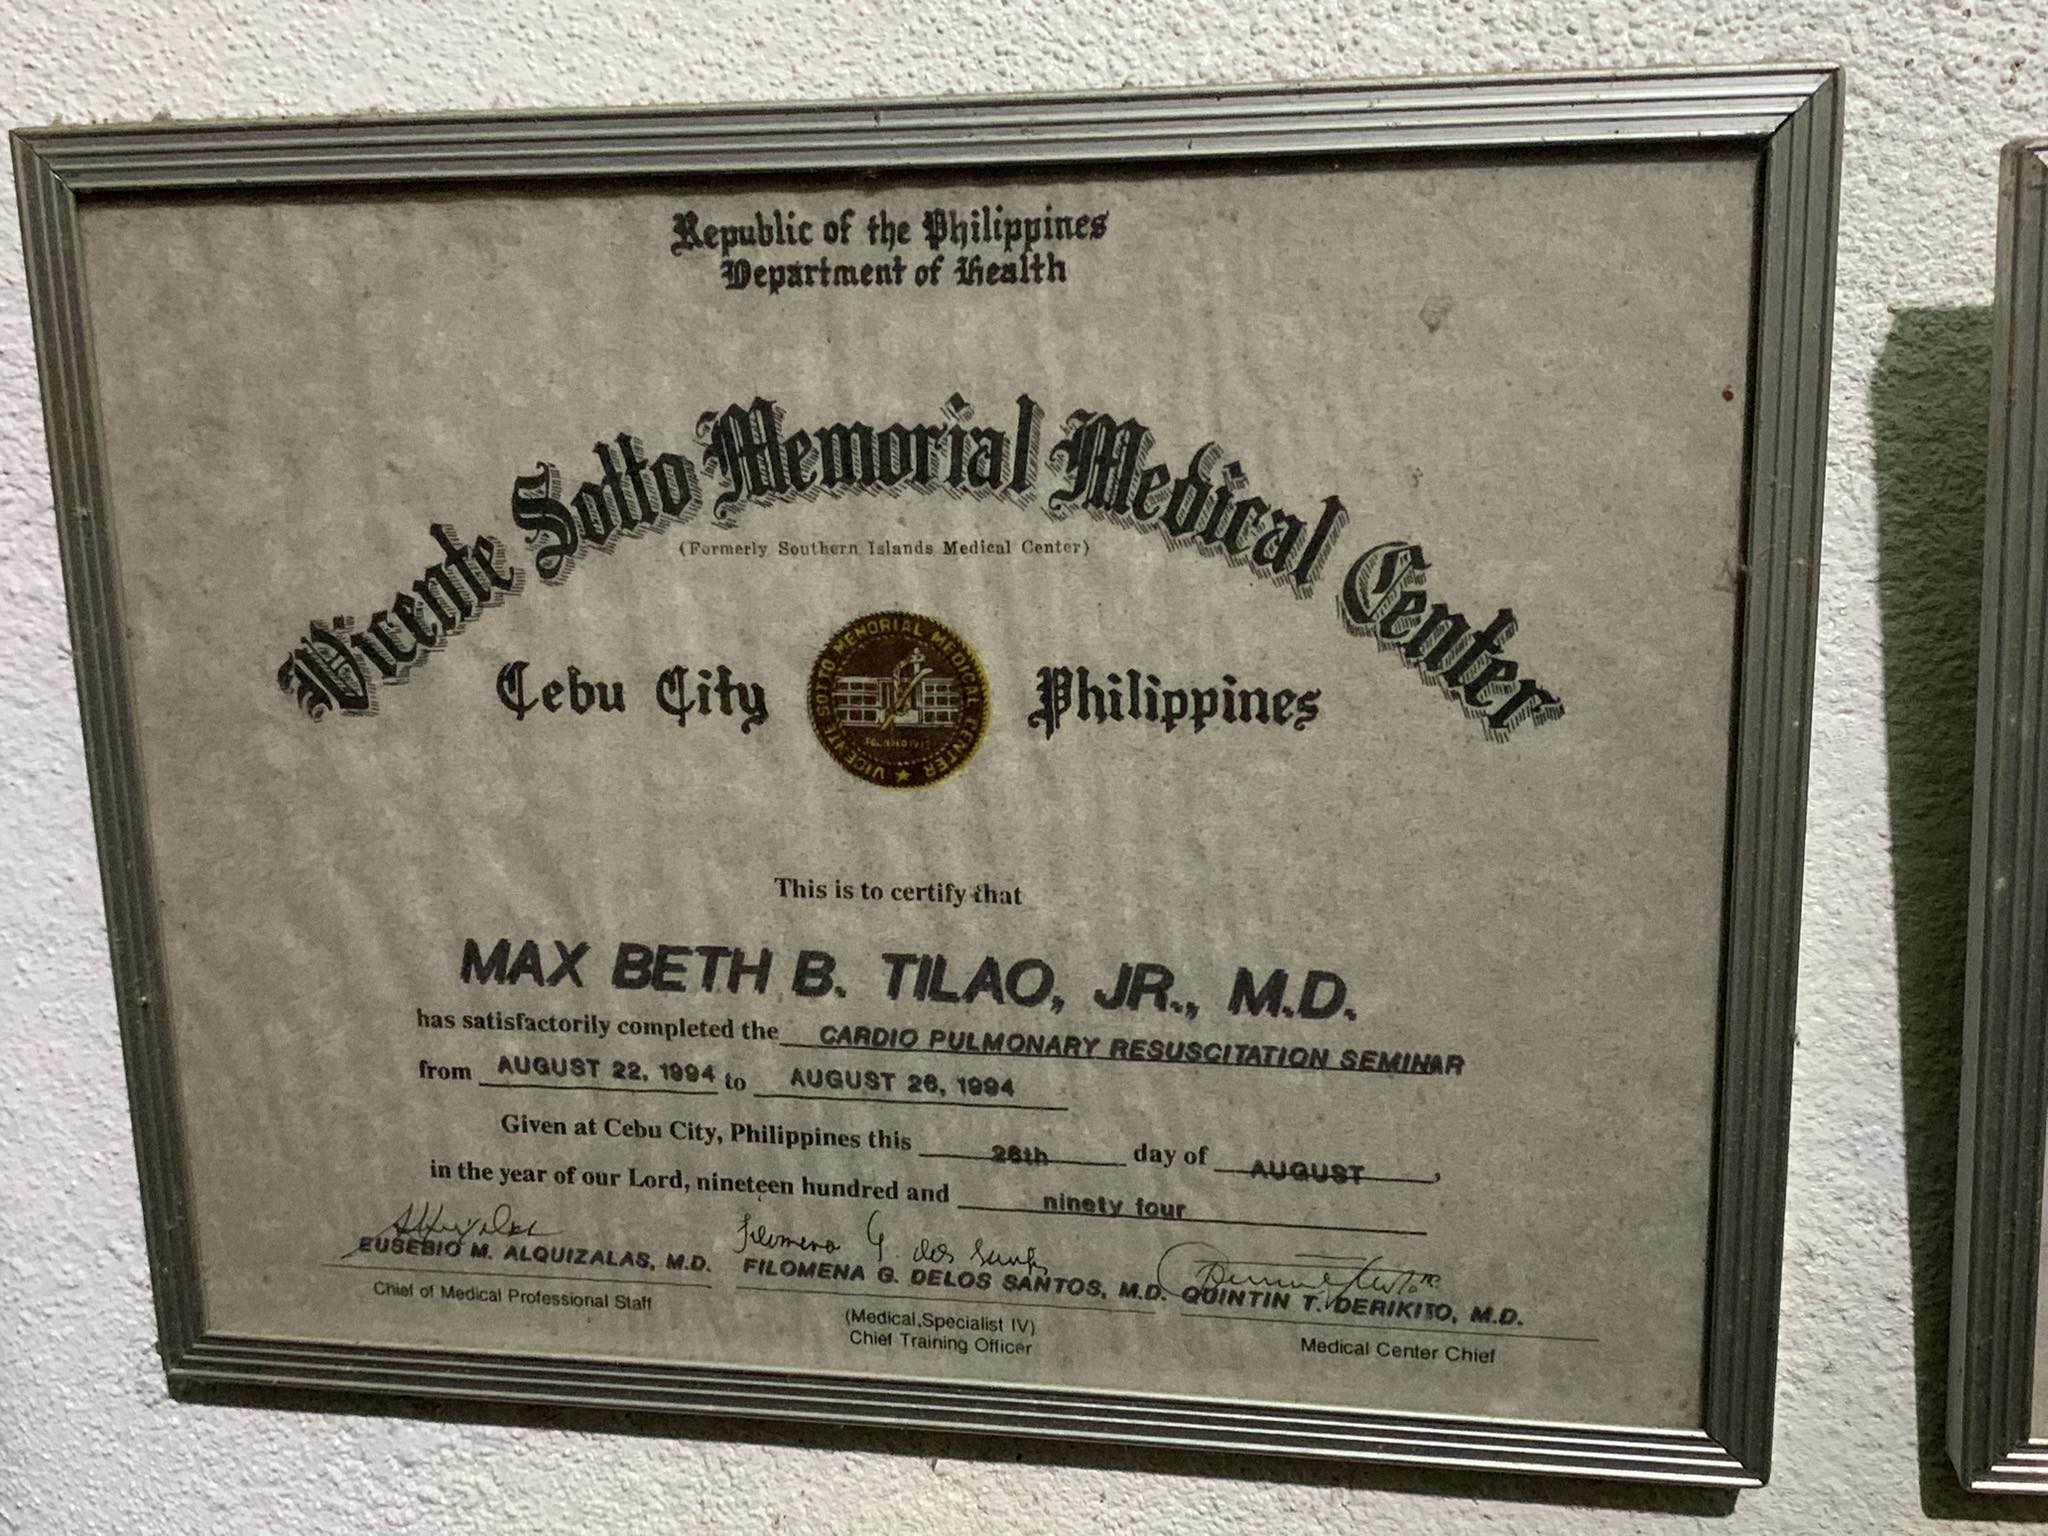 Republic of the Philippines
Department of Health
Vicente Sotto Memorial Medical Center
(Formerly Southern Islands Medical Center)
Cebu City Philippines
VICENTE SOTTO MEMORIAL MEDICAL CENTER
This is to certify that
MAX BETH B. TILAO, JR., M.D.
has satisfactorily completed the CARDIO PULMONARY RESUSCITATION SEMINAR
from AUGUST 22, 1994 to AUGUST 26, 1994
Given at Cebu City, Philippines this 26th day of AUGUST,
in the year of our Lord, nineteen hundred and ninety four
Filomena G. delos Santos
EUSEBIO M. ALQUIZALAS, M.D. FILOMENA G. DELOS SANTOS, M.D. QUINTIN T. DERIKITO, M.D.
Chief of Medical Professional Staff (Medical Specialist IV) Medical Center Chief
Chief Training Officer